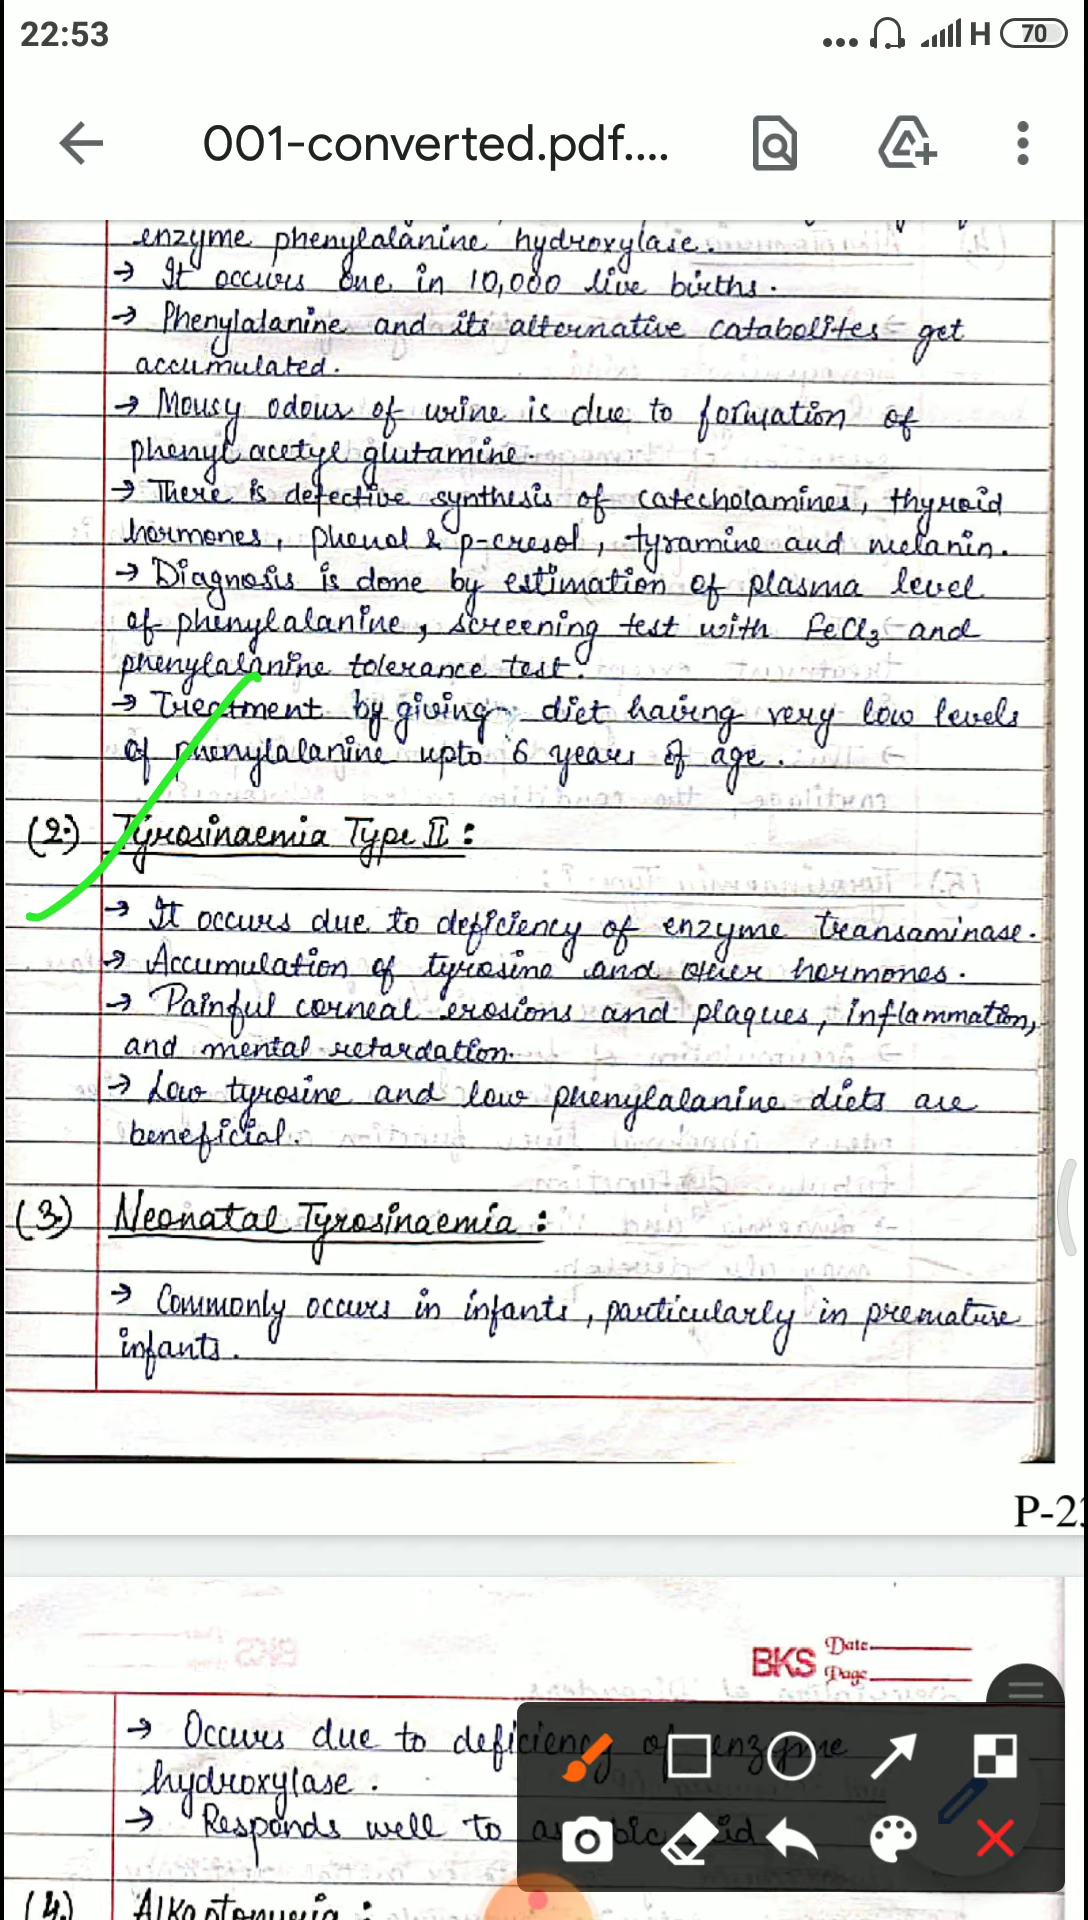 22:53
... H 70
001-converted.pdf....
enzyme phenylalanine hydroxylase.
→ It occurs one in 10,000 live births.
→ Phenylalanine and its alternative catabolites get
accumulated.
→ Mousy odour of urine is due to formation of
phenyl acetyl glutamine.
→ There is defective synthesis of catecholamines, thyroid
hormones, phenol & p-cresol, tyramine and melanin.
→ Diagnosis is done by estimation of plasma level
of phenylalanine, screening test with FeCl3 and
phenylalanine tolerance test.
→ Treatment by giving diet having very low levels
of phenylalanine upto 6 years of age.
(2.) Tyrosinaemia Type II :
→ It occurs due to deficiency of enzyme transaminase.
→ Accumulation of tyrosine and other hormones.
→ Painful corneal erosions and plaques, inflammation,
and mental retardation.
→ Low tyrosine and low phenylalanine diets are
beneficial.
(3.) Neonatal Tyrosinaemia :
→ Commonly occurs in infants, particularly in premature
infants.
P-2
BKS Date
Page
→ Occurs due to deficiency of enzyme
hydroxylase.
→ Responds well to
(4.) Alkaptonuria :